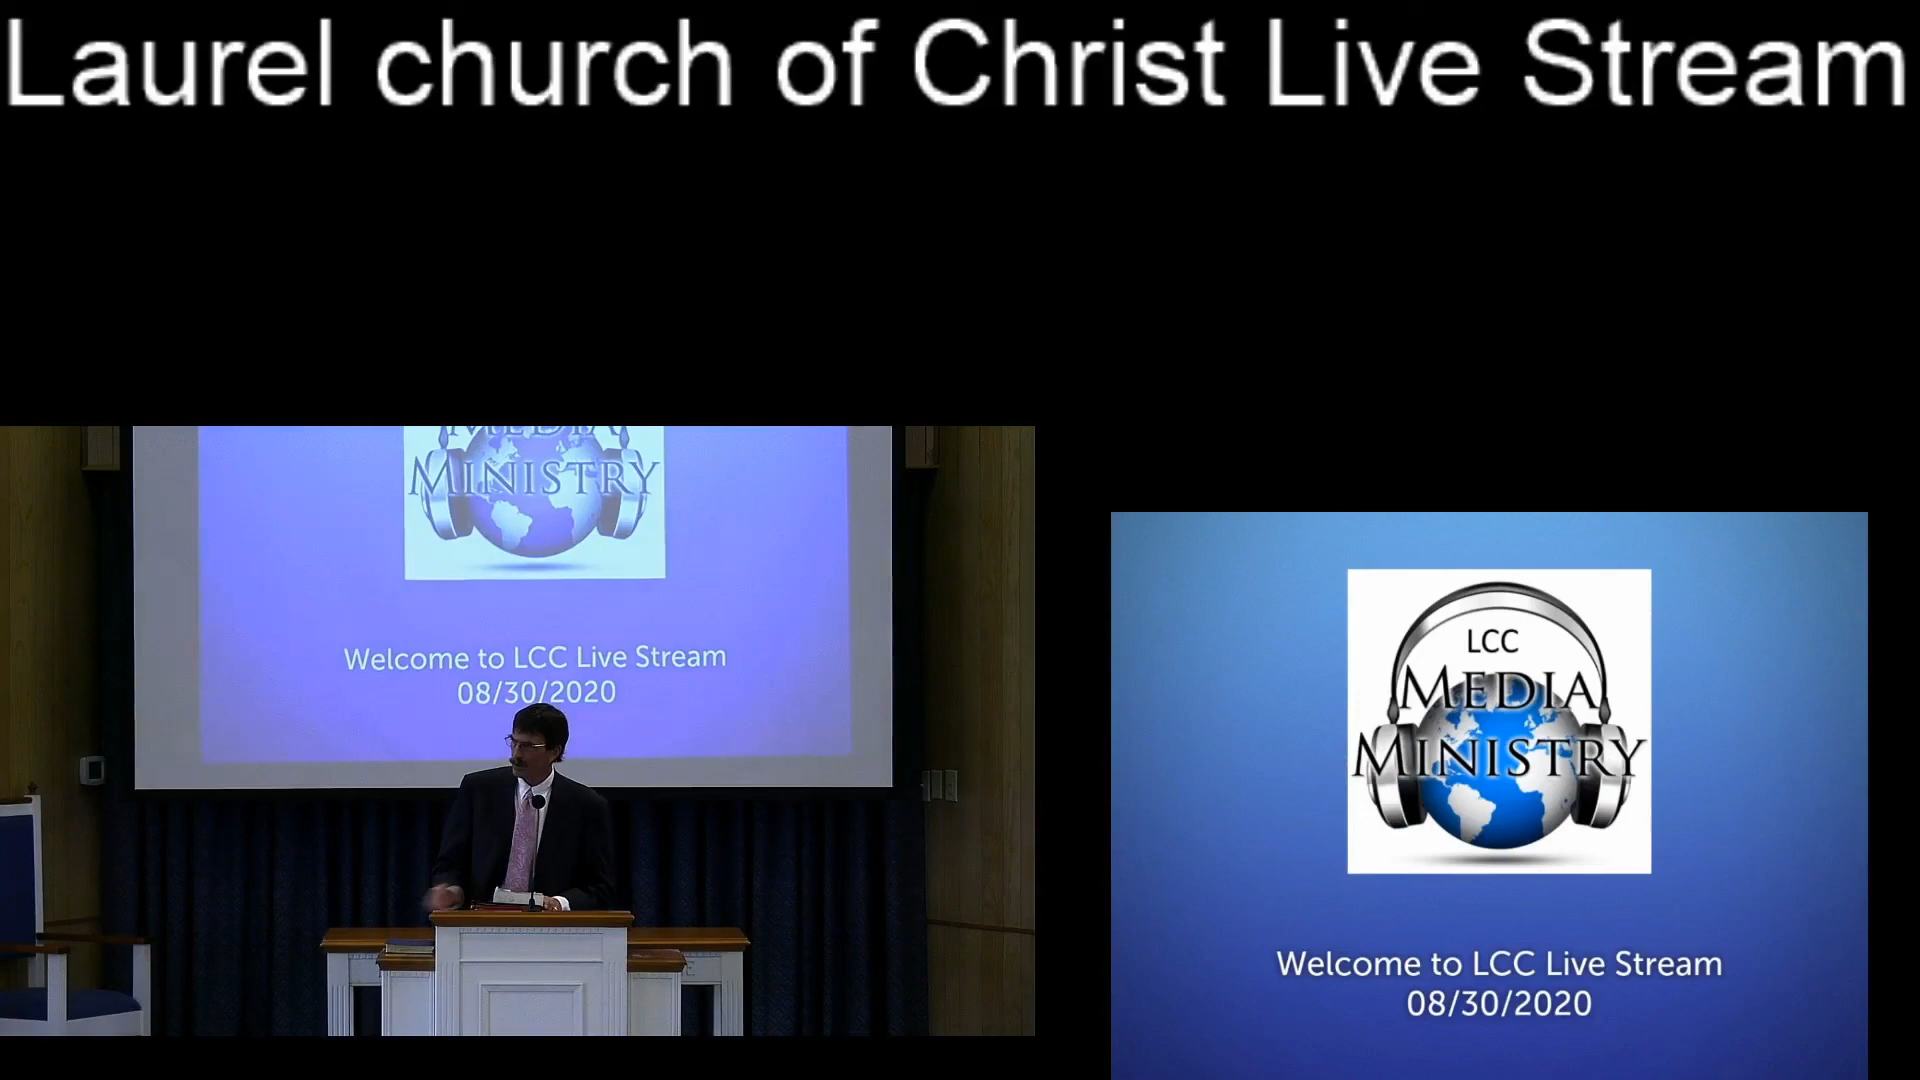 Laurel church of Christ Live Stream
MEDIA
MINISTRY
Welcome to LCC Live Stream
08/30/2020
LCC
MEDIA
MINISTRY
Welcome to LCC Live Stream
08/30/2020